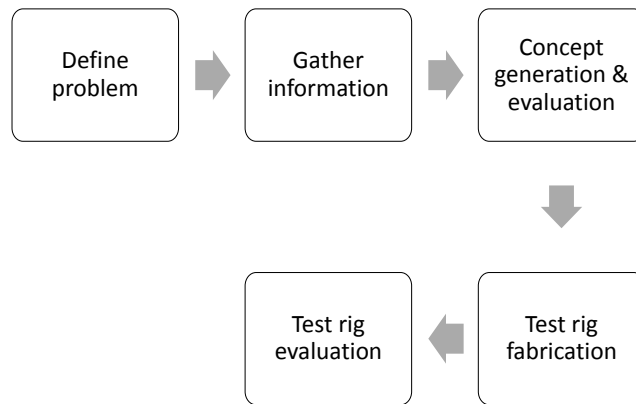 Define
problem
Gather
information
Concept
generation &
evaluation
Test rig
fabrication
Test rig
evaluation